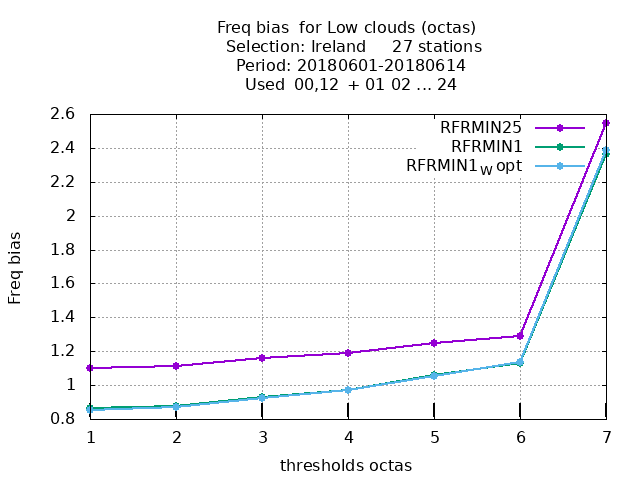 Freq bias  for Low clouds (octas)
Selection: Ireland     27 stations
Period: 20180601-20180614
Used  00,12  + 01 02 ... 24
RFRMIN25
RFRMIN1
RFRMIN1W opt
Freq bias
2.6
2.4
2.2
2
1.8
1.6
1.4
1.2
1
0.8
1 2 3 4 5 6 7
thresholds octas